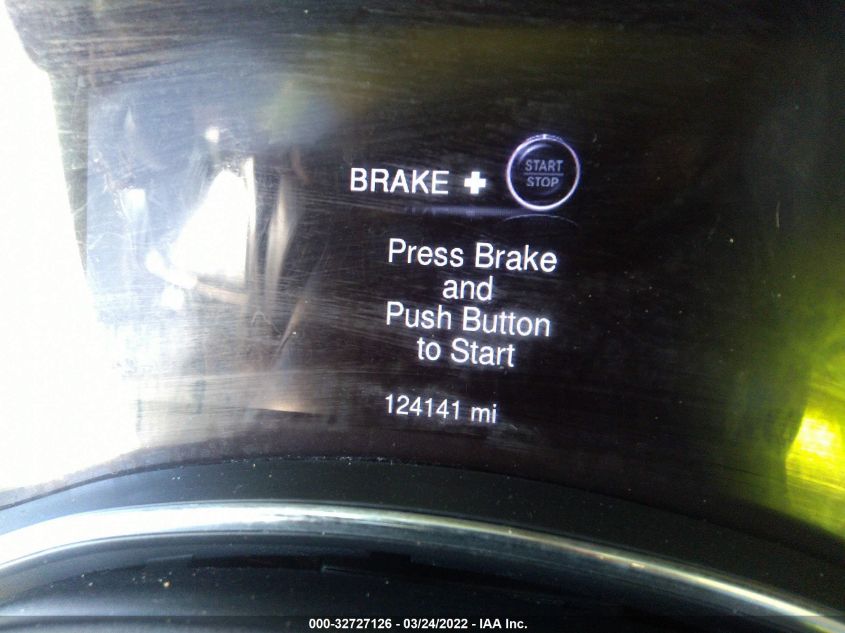 BRAKE + START
STOP
Press Brake
and
Push Button
to Start
124141 mi
000-32727126 - 03/24/2022 - IAA Inc.